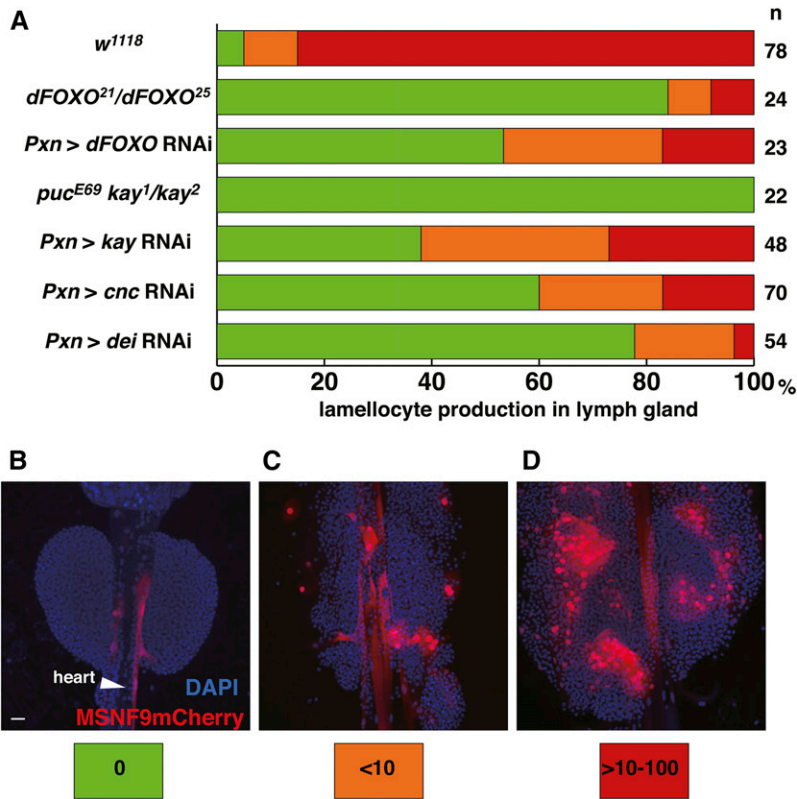 A
n
w1118
78
dFOXO21/dFOXO25
24
Pxn > dFOXO RNAi
23
pucE69 kay1/kay2
22
Pxn > kay RNAi
48
Pxn > cnc RNAi
70
Pxn > dei RNAi
54
0 20 40 60 80 100 %
lamellocyte production in lymph gland
B
C
D
heart
DAPI
MSNF9mCherry
0
<10
>10-100